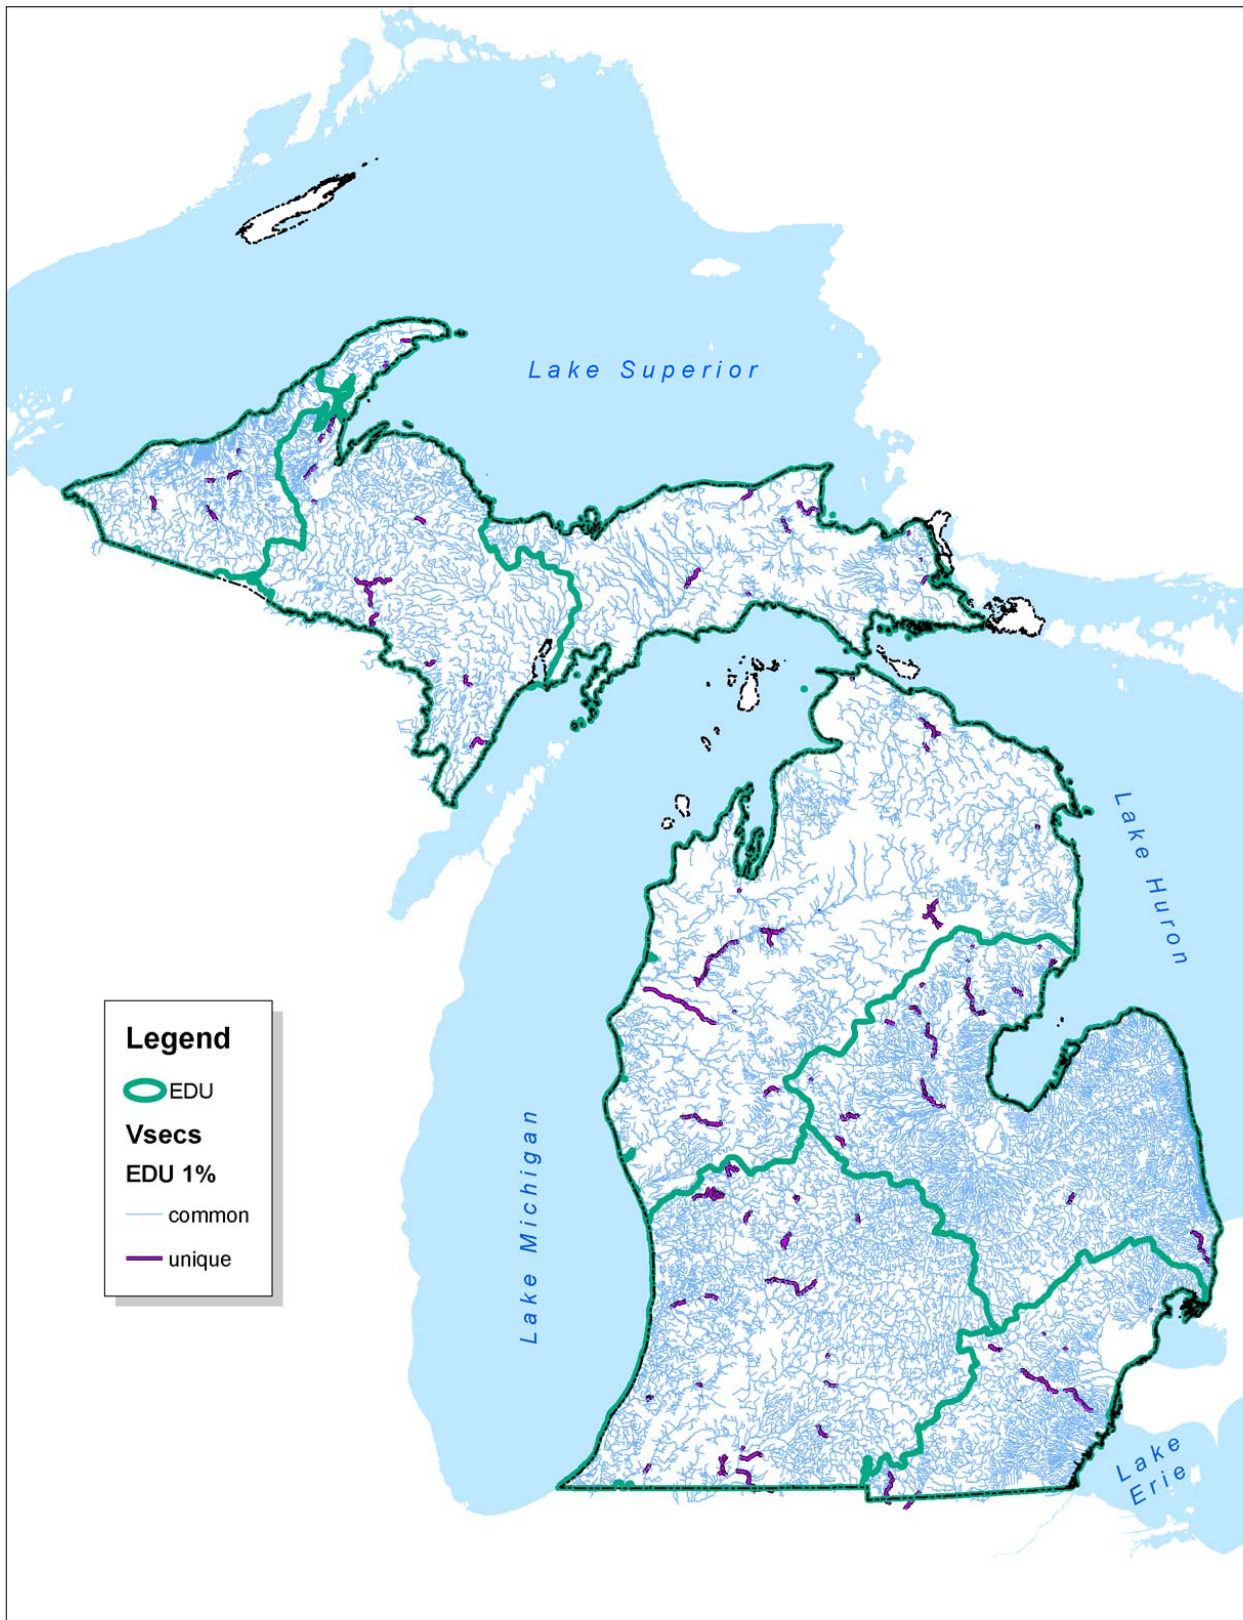 Lake Superior
Lake Huron
Lake Michigan
Lake
Erie
Legend
EDU
Vsecs
EDU 1%
common
unique